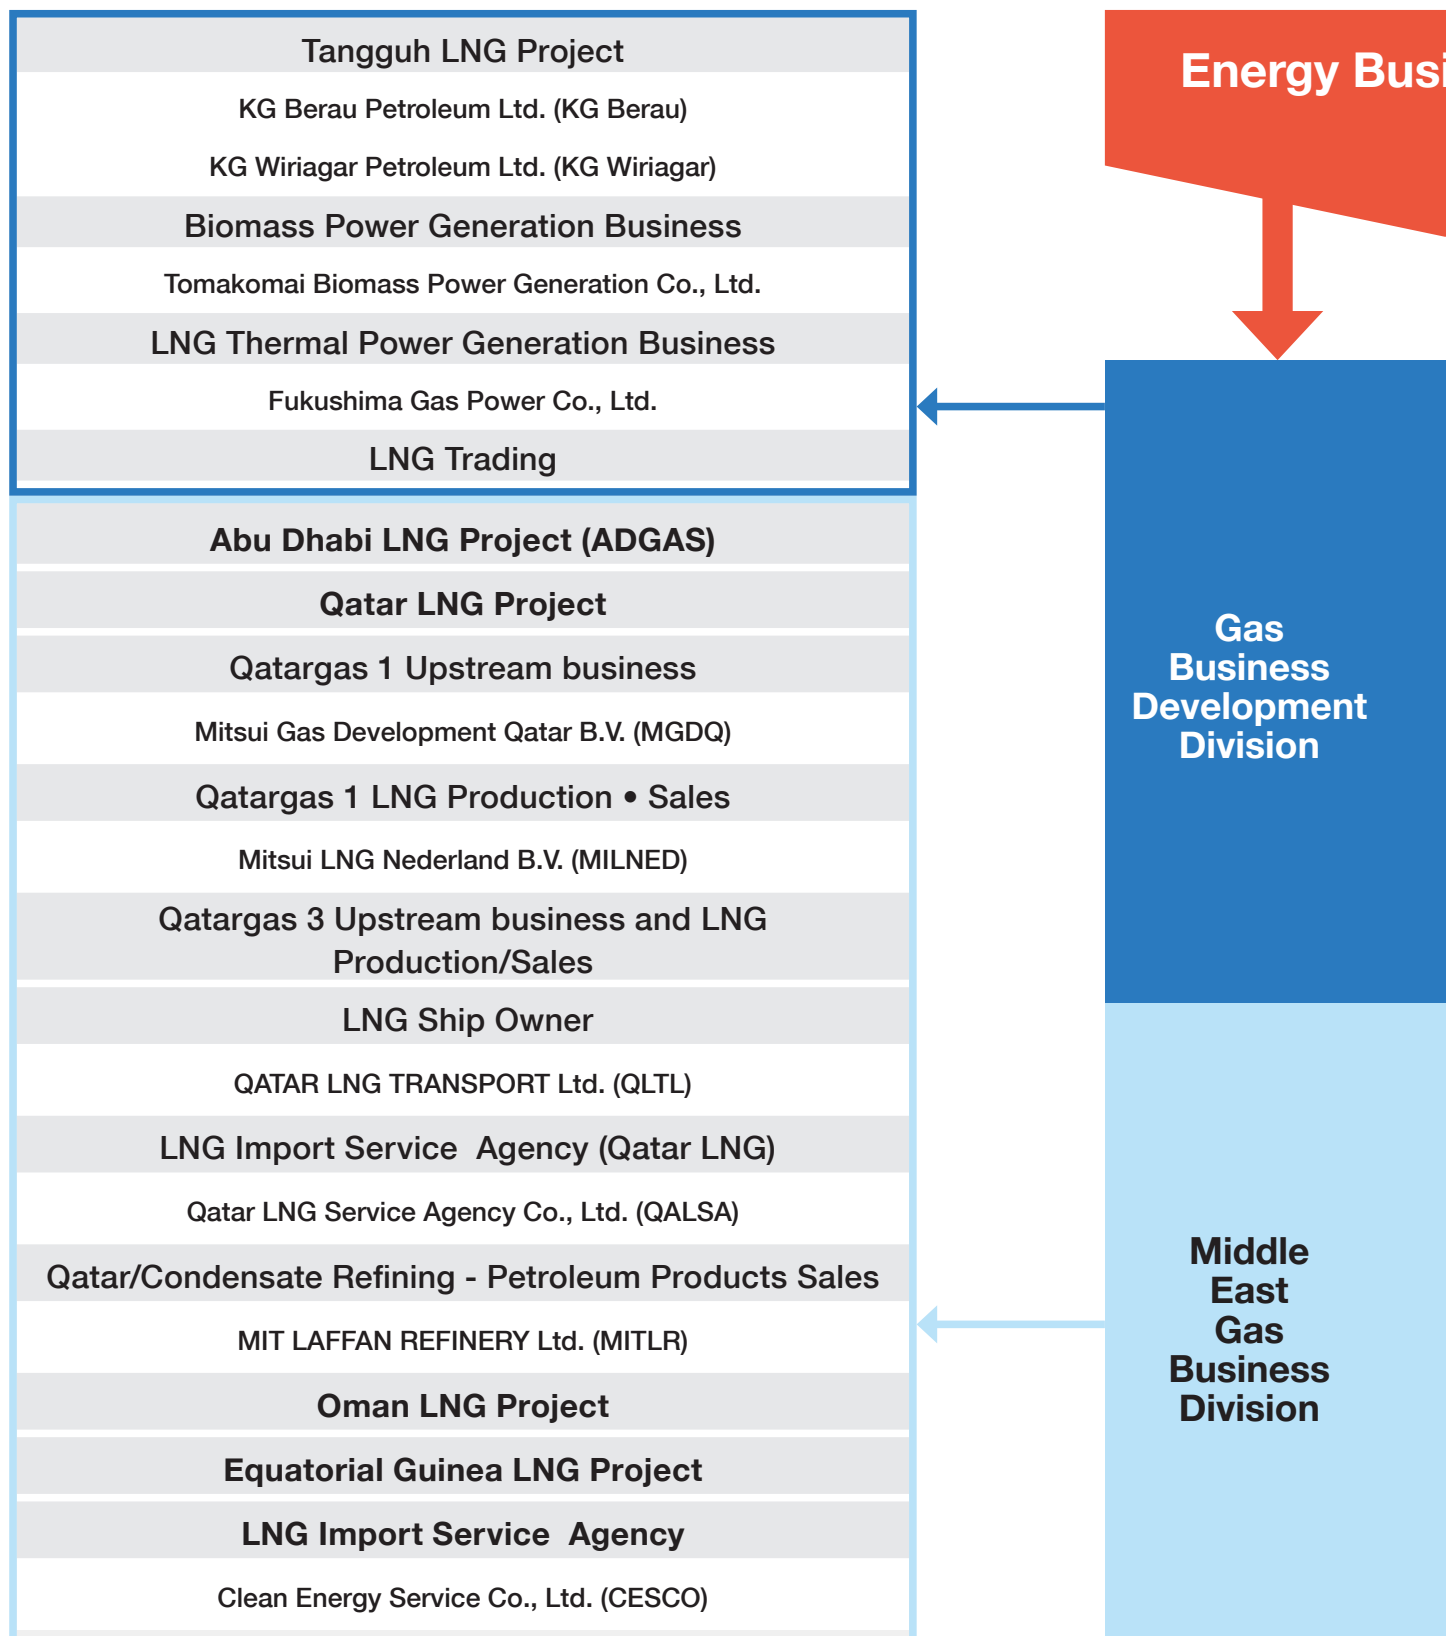 Tangguh LNG Project
KG Berau Petroleum Ltd. (KG Berau)
KG Wiriagar Petroleum Ltd. (KG Wiriagar)
Biomass Power Generation Business
Tomakomai Biomass Power Generation Co., Ltd.
LNG Thermal Power Generation Business
Fukushima Gas Power Co., Ltd.
LNG Trading
Abu Dhabi LNG Project (ADGAS)
Qatar LNG Project
Qatargas 1 Upstream business
Mitsui Gas Development Qatar B.V. (MGDQ)
Qatargas 1 LNG Production • Sales
Mitsui LNG Nederland B.V. (MILNED)
Qatargas 3 Upstream business and LNG
Production/Sales
LNG Ship Owner
QATAR LNG TRANSPORT Ltd. (QLTL)
LNG Import Service Agency (Qatar LNG)
Qatar LNG Service Agency Co., Ltd. (QALSA)
Qatar/Condensate Refining - Petroleum Products Sales
MIT LAFFAN REFINERY Ltd. (MITLR)
Oman LNG Project
Equatorial Guinea LNG Project
LNG Import Service Agency
Clean Energy Service Co., Ltd. (CESCO)
Energy Busi
Gas
Business
Development
Division
Middle
East
Gas
Business
Division